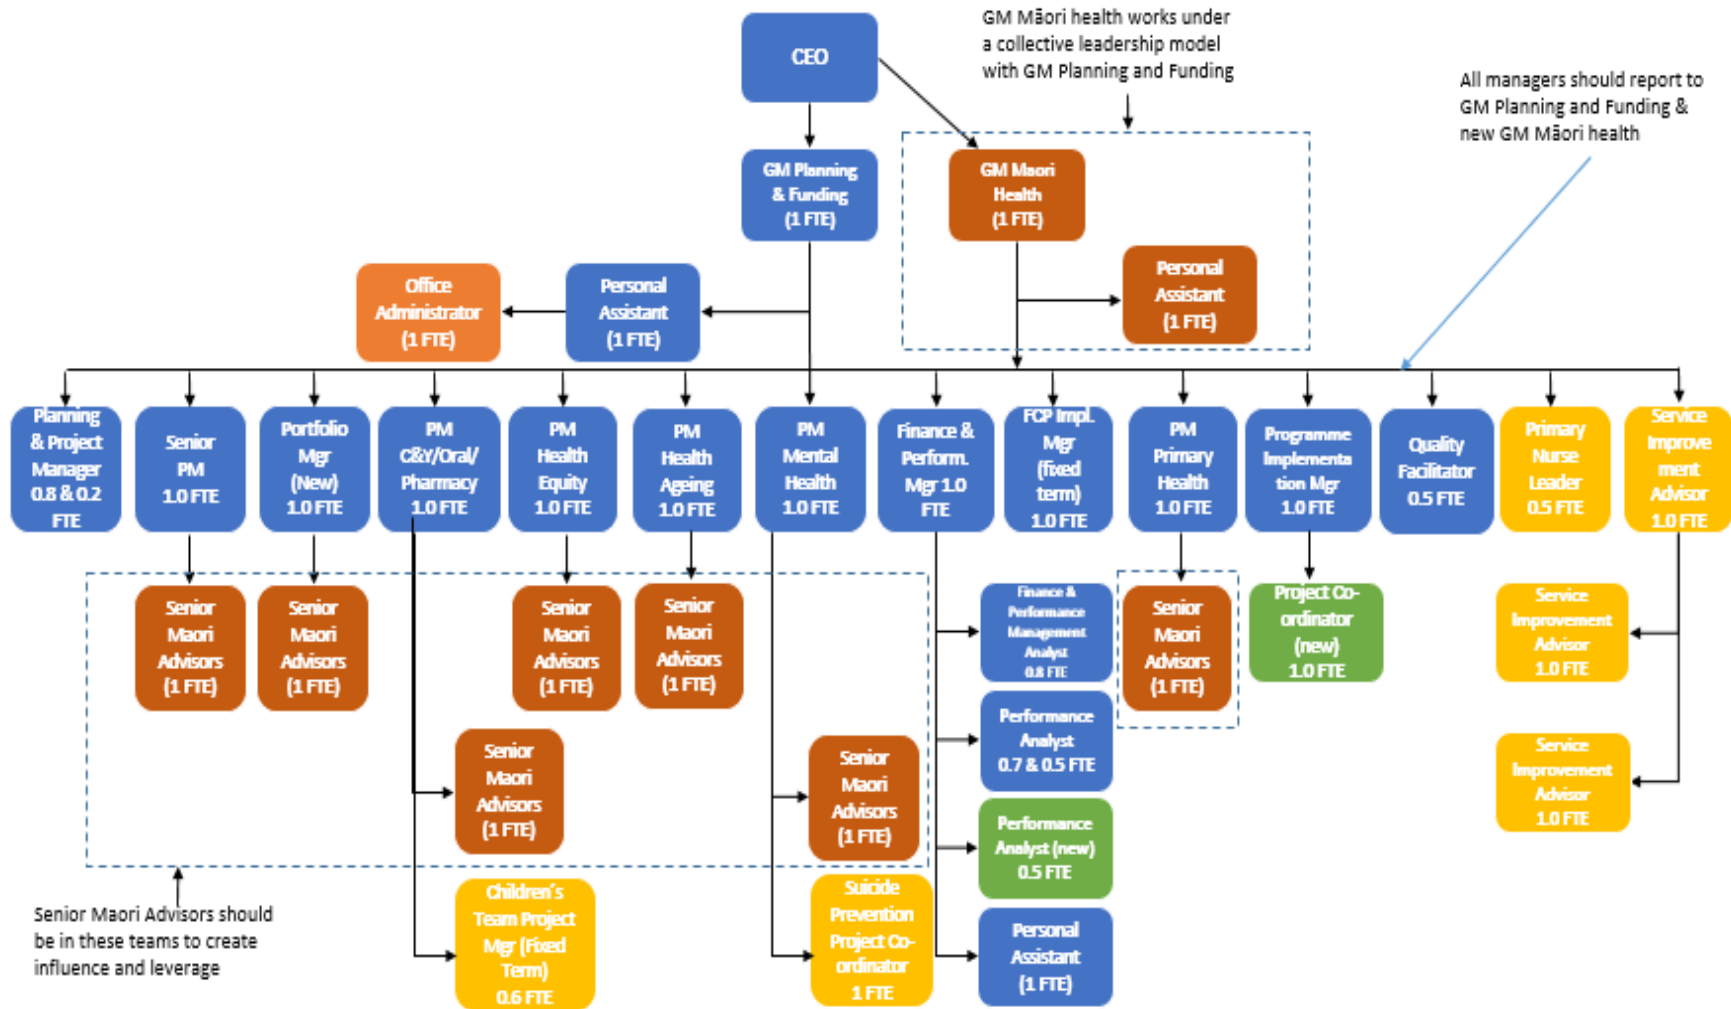 GM Māori health works under
a collective leadership model
with GM Planning and Funding
CEO
All managers should report to
GM Planning and Funding &
new GM Māori health
GM Planning
& Funding
(1 FTE)
GM Maori
Health
(1 FTE)
Office
Administrator
(1 FTE)
Personal
Assistant
(1 FTE)
Personal
Assistant
(1 FTE)
Planning
& Project
Manager
0.8 & 0.2
FTE
Senior
PM
1.0 FTE
Portfolio
Mgr
(New)
1.0 FTE
PM
C&Y/Oral/
Pharmacy
1.0 FTE
PM
Health
Equity
1.0 FTE
PM
Health
Ageing
1.0 FTE
PM
Mental
Health
1.0 FTE
Finance &
Perform.
Mgr 1.0
FTE
FCP Impl.
Mgr
(fixed
term)
1.0 FTE
PM
Primary
Health
1.0 FTE
Programme
Implementa
tion Mgr
1.0 FTE
Quality
Facilitator
0.5 FTE
Primary
Nurse
Leader
0.5 FTE
Service
Improve
ment
Advisor
1.0 FTE
Senior
Maori
Advisors
(1 FTE)
Senior
Maori
Advisors
(1 FTE)
Senior
Maori
Advisors
(1 FTE)
Senior
Maori
Advisors
(1 FTE)
Finance &
Performance
Management
Analyst
0.8 FTE
Senior
Maori
Advisors
(1 FTE)
Project Co-
ordinator
(new)
1.0 FTE
Service
Improvement
Advisor
1.0 FTE
Senior
Maori
Advisors
(1 FTE)
Senior
Maori
Advisors
(1 FTE)
Performance
Analyst
0.7 & 0.5 FTE
Service
Improvement
Advisor
1.0 FTE
Performance
Analyst (new)
0.5 FTE
Senior Maori Advisors should
be in these teams to create
influence and leverage
Children´s
Team Project
Mgr (Fixed
Term)
0.6 FTE
Suicide
Prevention
Project Co-
ordinator
1 FTE
Personal
Assistant
(1 FTE)